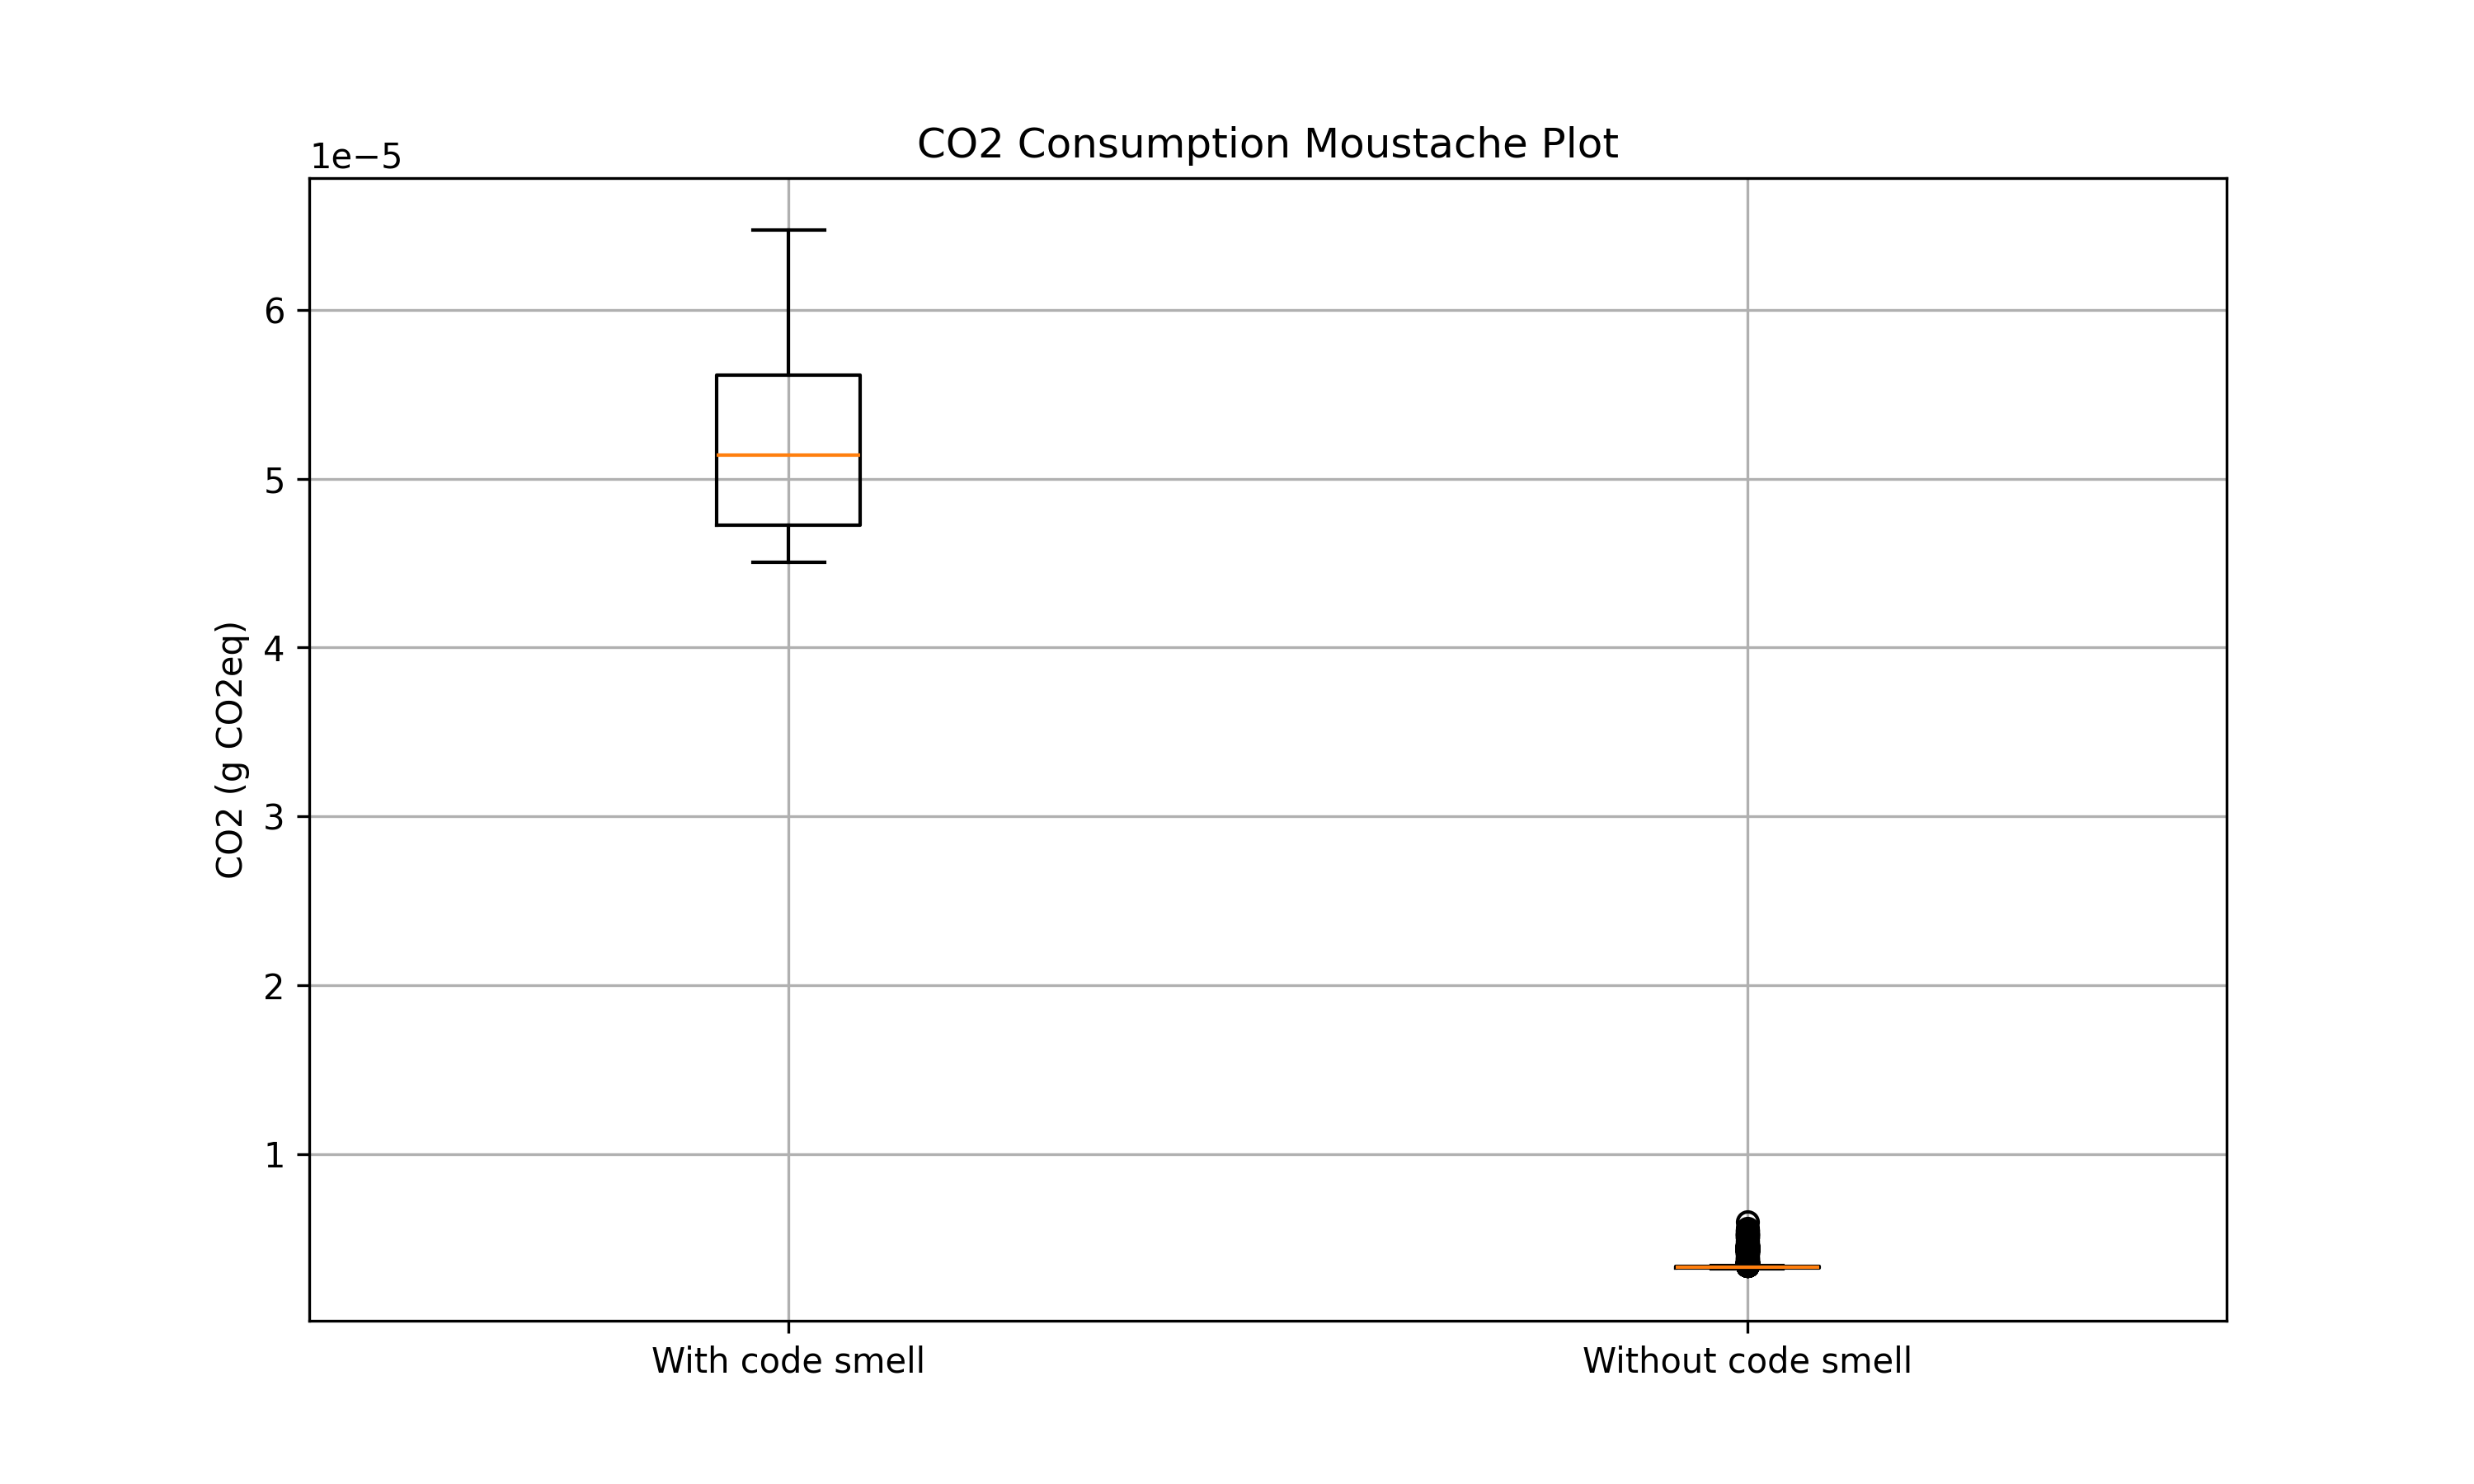 CO2 Consumption Moustache Plot
1e−5
6
5
4
3
2
1
CO2 (g CO2eq)
With code smell
Without code smell